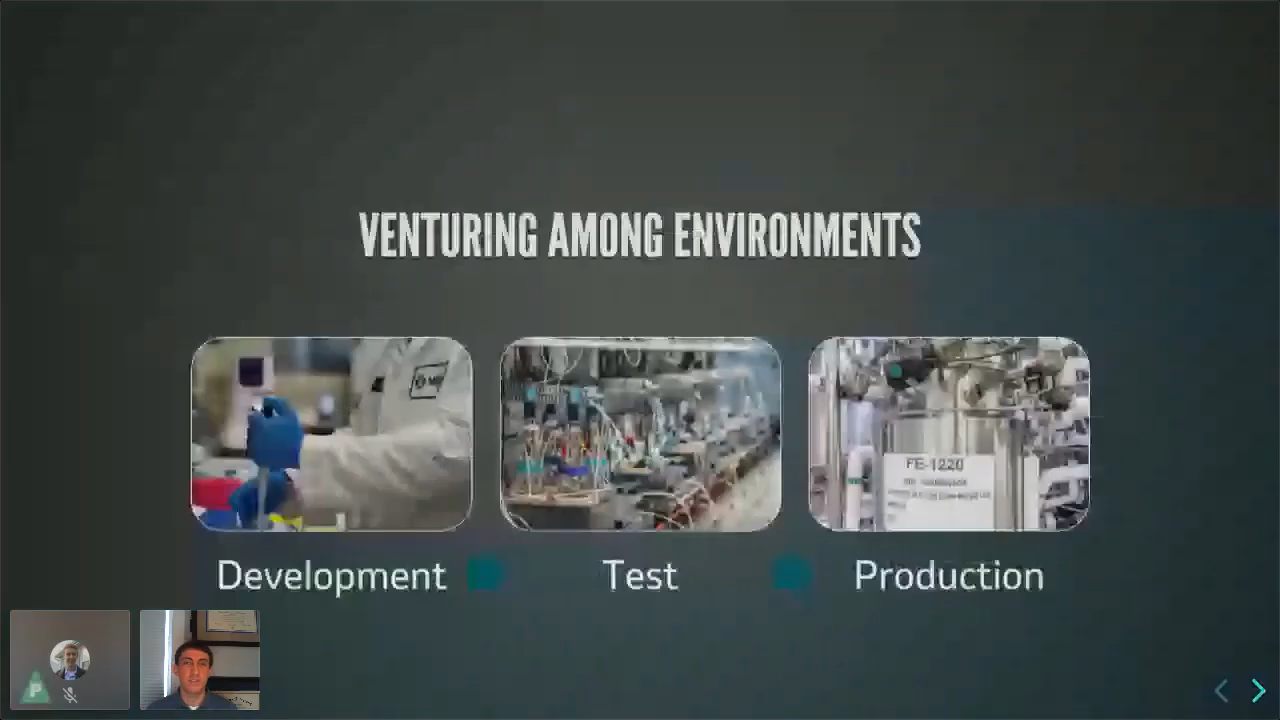 VENTURING AMONG ENVIRONMENTS
FE-1220
Development
Test
Production
P